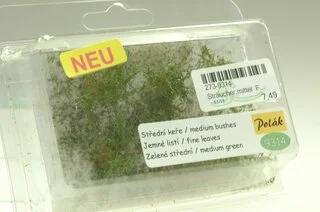 NEU
273-9314
Sträucher,mittel F
7,49
Střední keře / medium bushes
Jemné listí / fine leaves
Zelená střední / medium green
Polák
9314